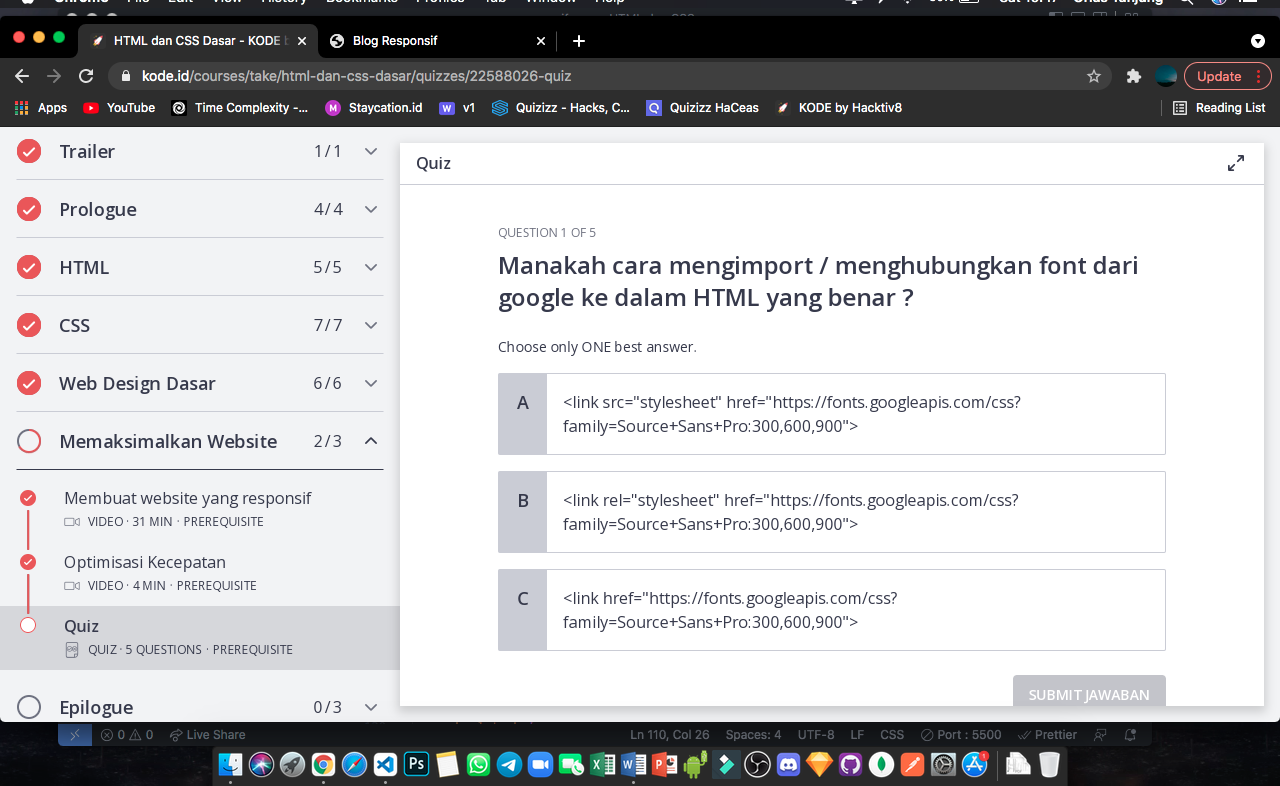 HTML dan CSS Dasar - KODE b
Blog Responsif
kode.id/courses/take/html-dan-css-dasar/quizzes/22588026-quiz
Update
Apps
YouTube
Time Complexity -...
Staycation.id
v1
Quizizz - Hacks, C...
Quizizz HaCeas
KODE by Hacktiv8
Reading List
Trailer 1 / 1
Prologue 4 / 4
HTML 5 / 5
CSS 7 / 7
Web Design Dasar 6 / 6
Memaksimalkan Website 2 / 3
Membuat website yang responsif
VIDEO · 31 MIN · PREREQUISITE
Optimisasi Kecepatan
VIDEO · 4 MIN · PREREQUISITE
Quiz
QUIZ · 5 QUESTIONS · PREREQUISITE
Epilogue 0 / 3
Quiz
QUESTION 1 OF 5
Manakah cara mengimport / menghubungkan font dari
google ke dalam HTML yang benar ?
Choose only ONE best answer.
A
<link src="stylesheet" href="https://fonts.googleapis.com/css?
family=Source+Sans+Pro:300,600,900">
B
<link rel="stylesheet" href="https://fonts.googleapis.com/css?
family=Source+Sans+Pro:300,600,900">
C
<link href="https://fonts.googleapis.com/css?
family=Source+Sans+Pro:300,600,900">
SUBMIT JAWABAN
0 0 Live Share Ln 110, Col 26 Spaces: 4 UTF-8 LF CSS Port : 5500 Prettier